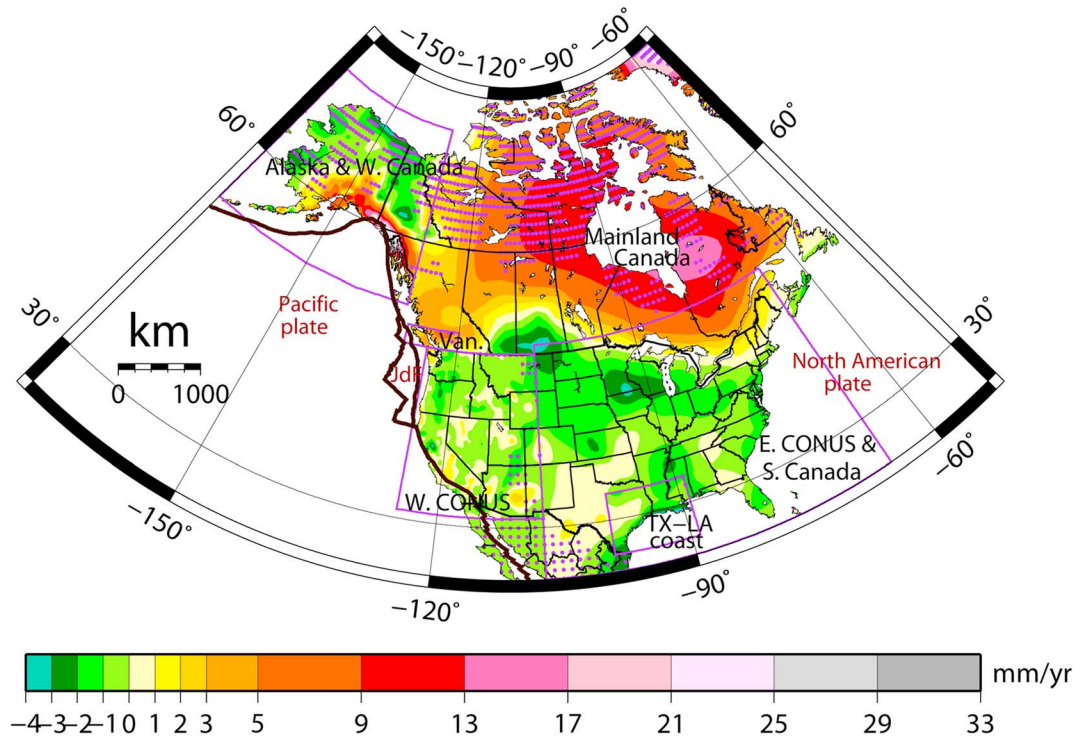 −150° −120° −90° −60°
60° 60°
Alaska & W. Canada
Mainland
Canada
Pacific
plate
30° km 30°
0 1000
Van.
JdF
North American
plate
E. CONUS &
S. Canada
W. CONUS
TX−LA
coast
−150° −120° −90° −60°
mm/yr
−4 −3 −2 −1 0 1 2 3 5 9 13 17 21 25 29 33